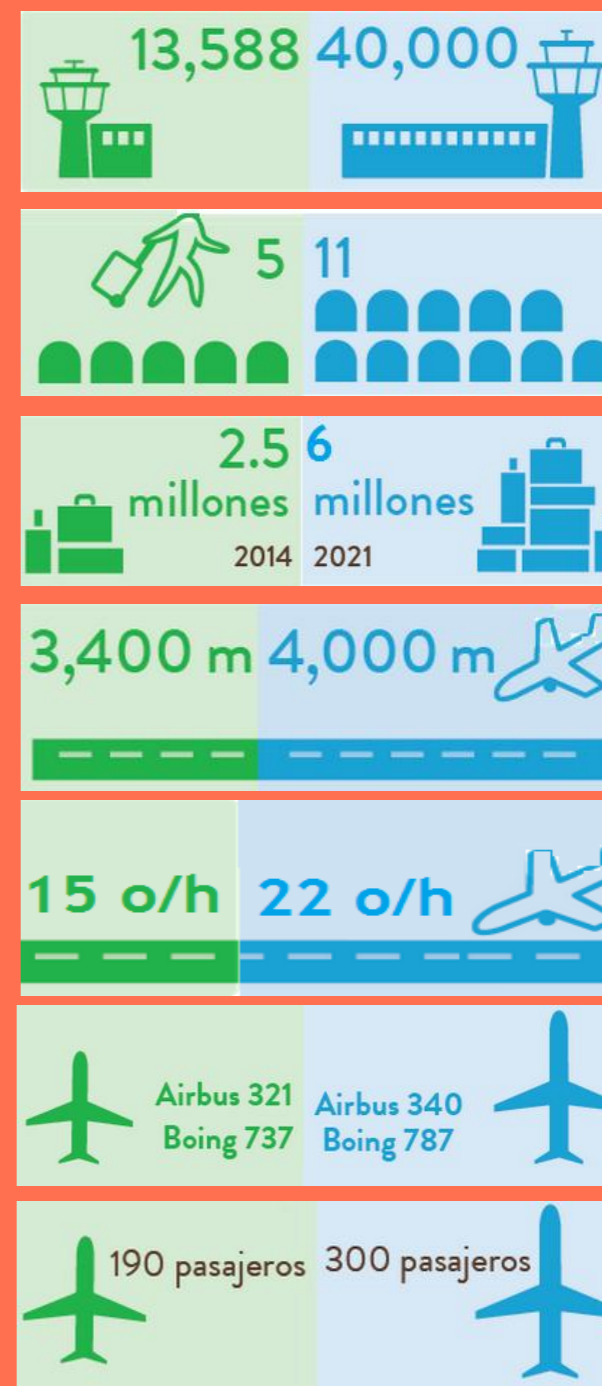 13,588 40,000
5 11
2.5 6
millones millones
2014 2021
3,400 m 4,000 m
15 o/h 22 o/h
Airbus 321 Airbus 340
Boing 737 Boing 787
190 pasajeros 300 pasajeros